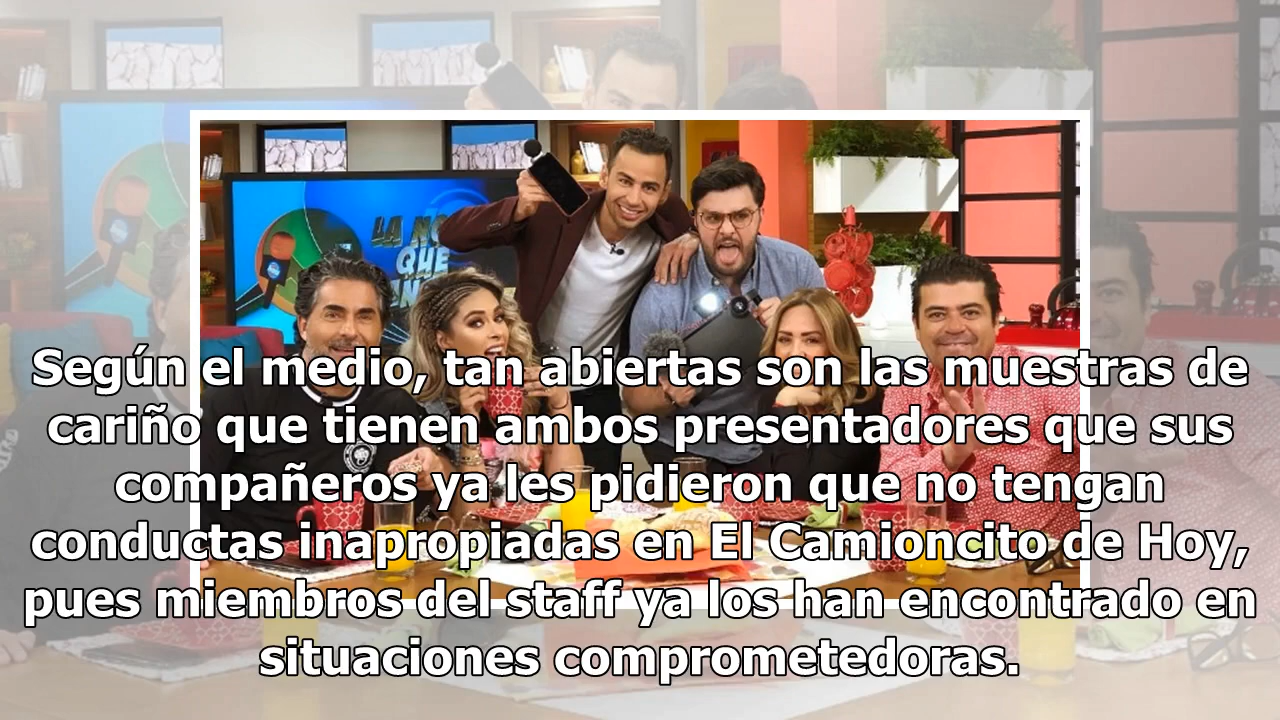 LA
QUE
Según el medio, tan abiertas son las muestras de
cariño que tienen ambos presentadores que sus
compañeros ya les pidieron que no tengan
conductas inapropiadas en El Camioncito de Hoy,
pues miembros del staff ya los han encontrado en
situaciones comprometedoras.